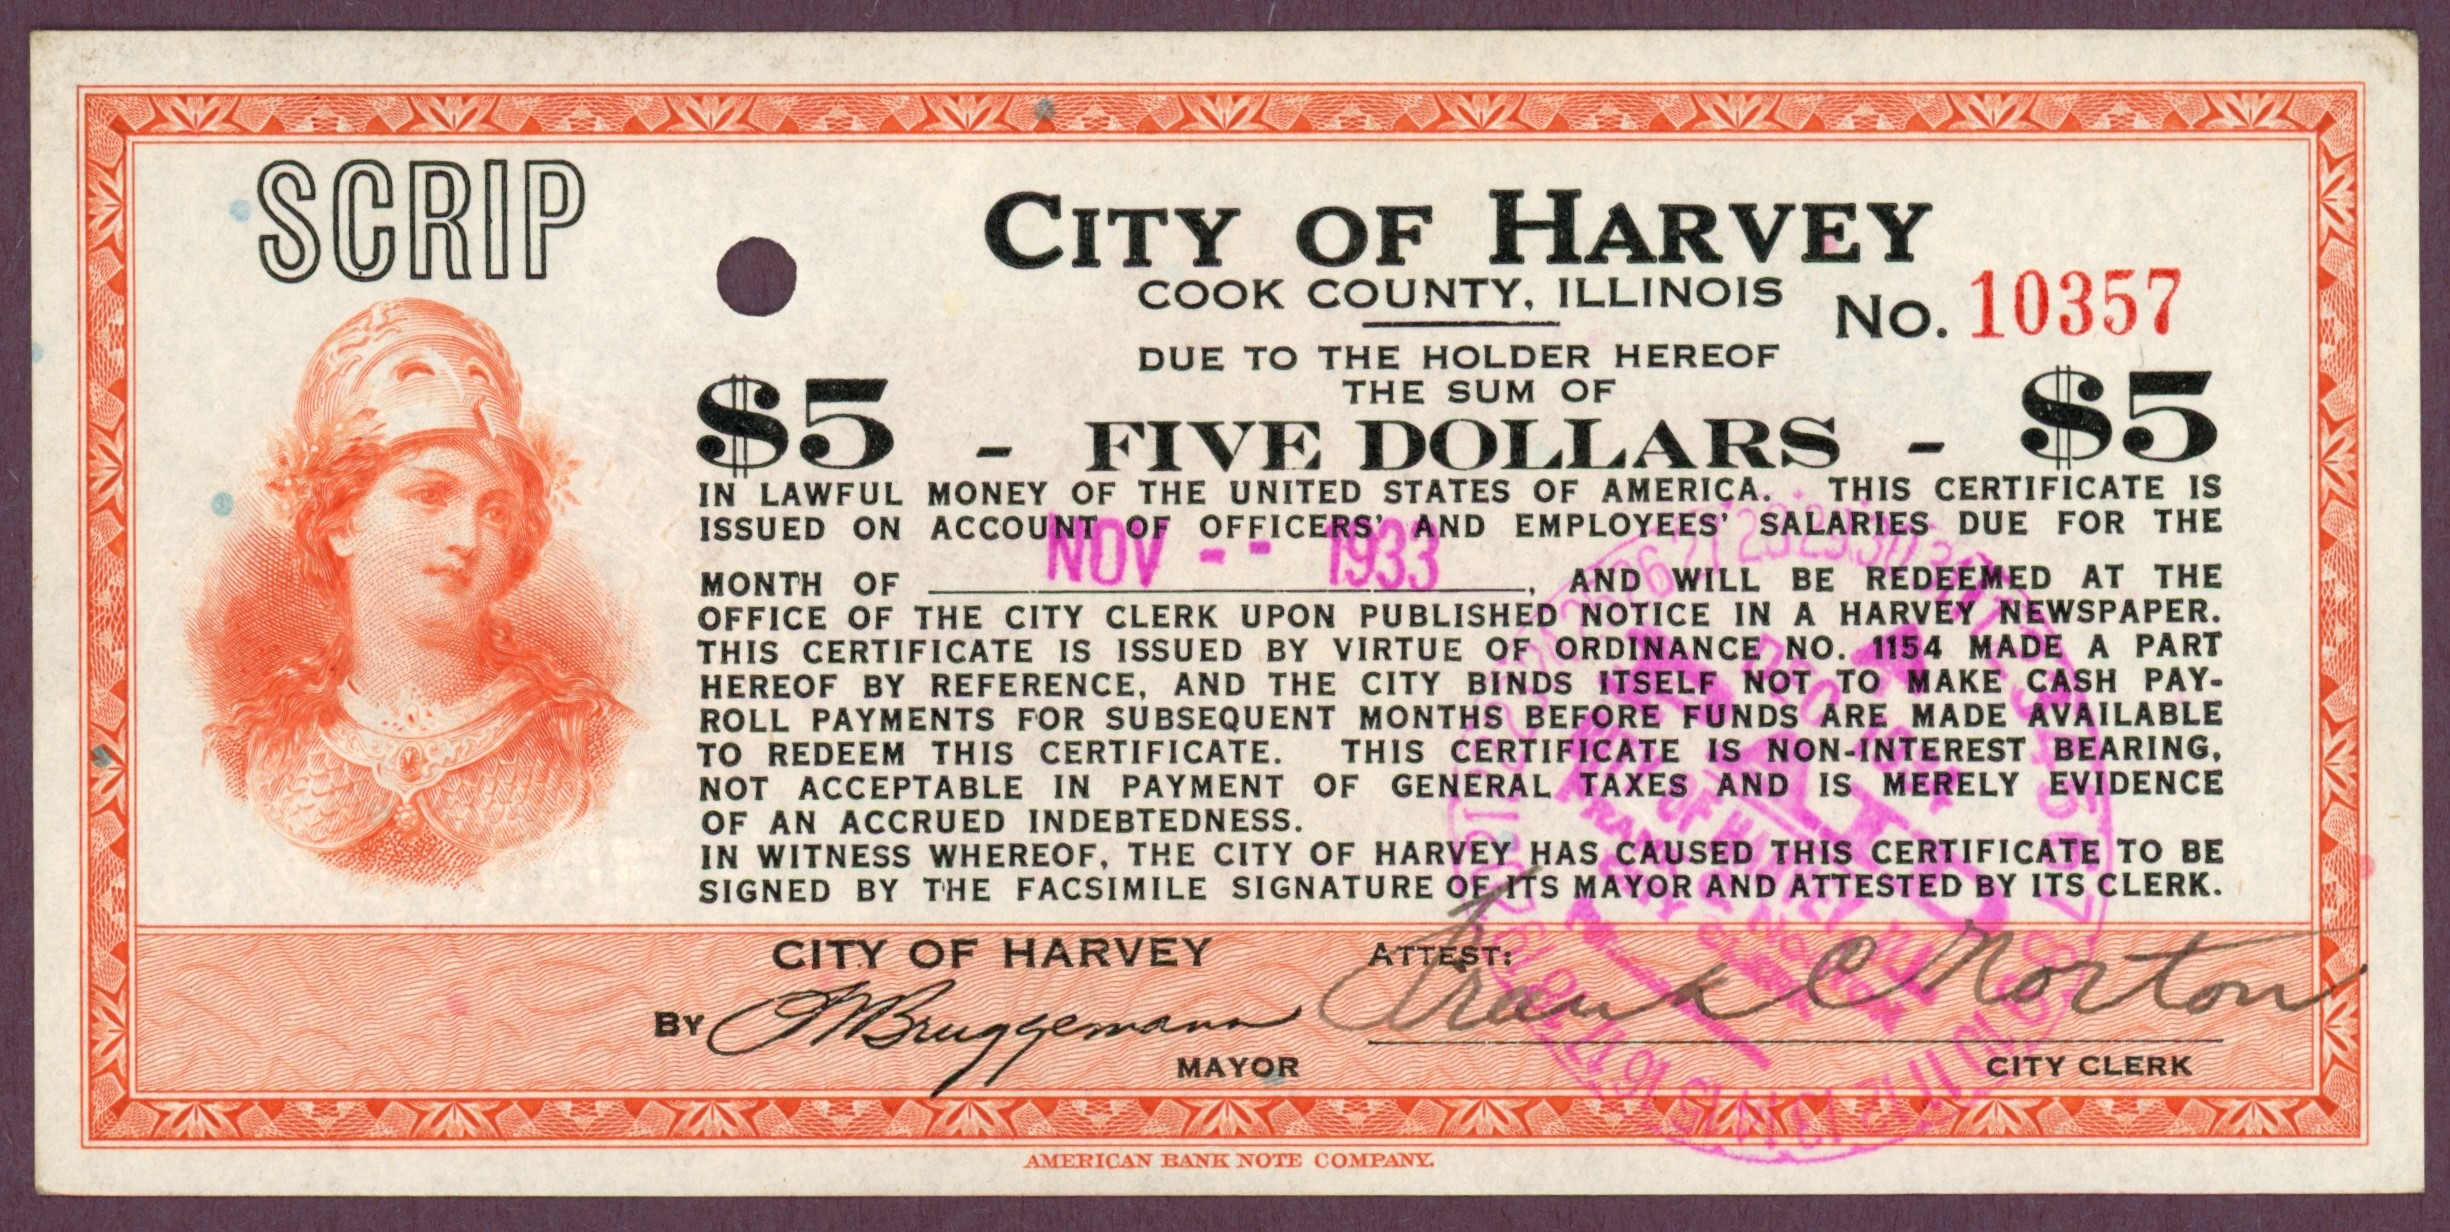 SCRIP
CITY OF HARVEY
COOK COUNTY, ILLINOIS
No. 10357
DUE TO THE HOLDER HEREOF
THE SUM OF
$5 - FIVE DOLLARS - $5
IN LAWFUL MONEY OF THE UNITED STATES OF AMERICA. THIS CERTIFICATE IS
ISSUED ON ACCOUNT OF OFFICERS' AND EMPLOYEES' SALARIES DUE FOR THE
NOV -- 1933
MONTH OF , AND WILL BE REDEEMED AT THE
OFFICE OF THE CITY CLERK UPON PUBLISHED NOTICE IN A HARVEY NEWSPAPER.
THIS CERTIFICATE IS ISSUED BY VIRTUE OF ORDINANCE NO. 1154 MADE A PART
HEREOF BY REFERENCE, AND THE CITY BINDS ITSELF NOT TO MAKE CASH PAY-
ROLL PAYMENTS FOR SUBSEQUENT MONTHS BEFORE FUNDS ARE MADE AVAILABLE
TO REDEEM THIS CERTIFICATE. THIS CERTIFICATE IS NON-INTEREST BEARING,
NOT ACCEPTABLE IN PAYMENT OF GENERAL TAXES AND IS MERELY EVIDENCE
OF AN ACCRUED INDEBTEDNESS.
IN WITNESS WHEREOF, THE CITY OF HARVEY HAS CAUSED THIS CERTIFICATE TO BE
SIGNED BY THE FACSIMILE SIGNATURE OF ITS MAYOR AND ATTESTED BY ITS CLERK.
PAID
CITY OF HARVEY
BY Bruggemann
MAYOR
ATTEST:
Frank C Norton
CITY CLERK
FRANK C. NORTON
CITY CLERK
AMERICAN BANK NOTE COMPANY.